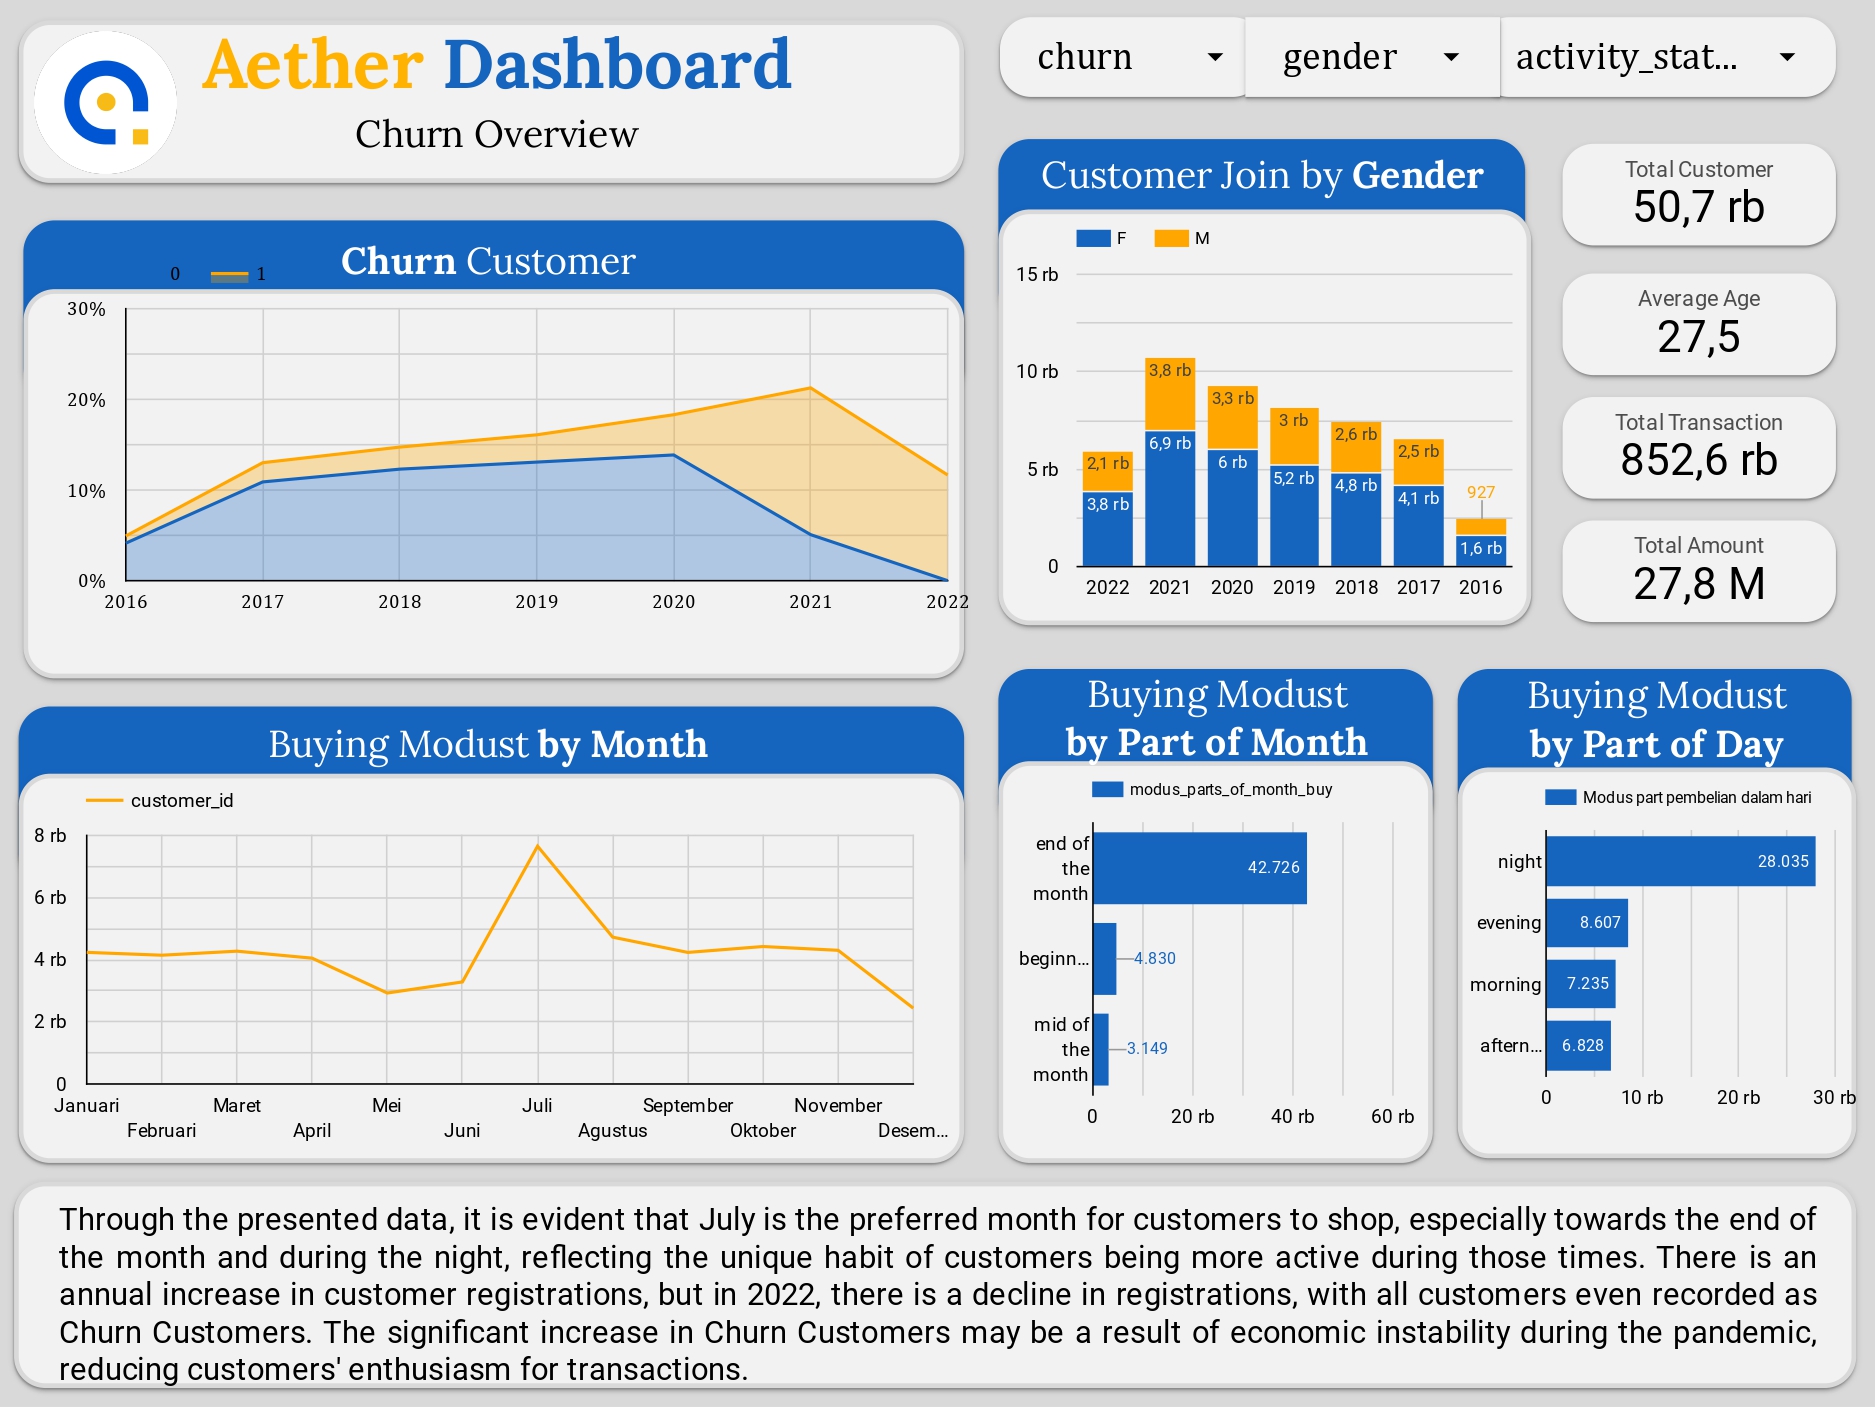 Aether Dashboard
Churn Overview
churn
gender
activity_stat...
Churn Customer
0 1
30%
20%
10%
0%
2016 2017 2018 2019 2020 2021 2022
Customer Join by Gender
F M
15 rb
10 rb
5 rb
0
3,8 rb 6,9 rb 6 rb 5,2 rb 4,8 rb 4,1 rb 1,6 rb
2,1 rb 3,8 rb 3,3 rb 3 rb 2,6 rb 2,5 rb 927
2022 2021 2020 2019 2018 2017 2016
Total Customer
50,7 rb
Average Age
27,5
Total Transaction
852,6 rb
Total Amount
27,8 M
Buying Modust by Month
customer_id
8 rb
6 rb
4 rb
2 rb
0
Januari Maret Mei Juli September November
Februari April Juni Agustus Oktober Desem...
Buying Modust
by Part of Month
modus_parts_of_month_buy
end of
the
month
42.726
beginn...
4.830
mid of
the
month
3.149
0 20 rb 40 rb 60 rb
Buying Modust
by Part of Day
Modus part pembelian dalam hari
night 28.035
evening 8.607
morning 7.235
aftern... 6.828
0 10 rb 20 rb 30 rb
Through the presented data, it is evident that July is the preferred month for customers to shop, especially towards the end of
the month and during the night, reflecting the unique habit of customers being more active during those times. There is an
annual increase in customer registrations, but in 2022, there is a decline in registrations, with all customers even recorded as
Churn Customers. The significant increase in Churn Customers may be a result of economic instability during the pandemic,
reducing customers' enthusiasm for transactions.